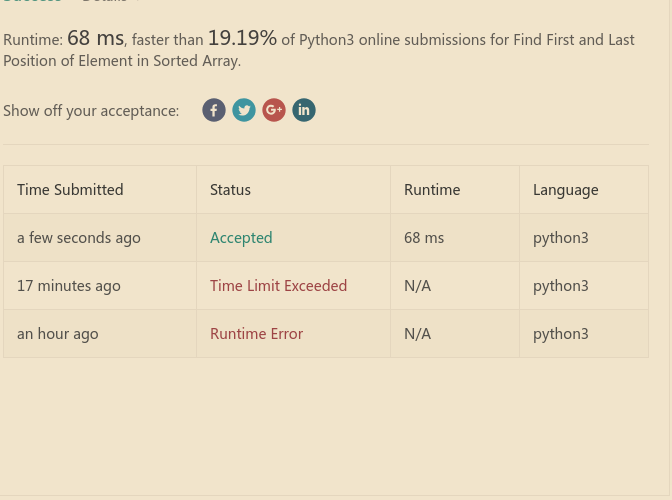 Success Details
Runtime: 68 ms, faster than 19.19% of Python3 online submissions for Find First and Last
Position of Element in Sorted Array.
Show off your acceptance:
f G+ in
Time Submitted Status Runtime Language
a few seconds ago Accepted 68 ms python3
17 minutes ago Time Limit Exceeded N/A python3
an hour ago Runtime Error N/A python3